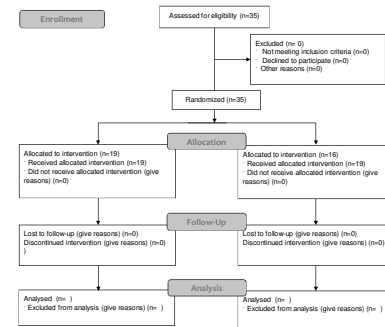 Enrollment
Assessed for eligibility (n=35)
Excluded (n= 0)
· Not meeting inclusion criteria (n=0)
· Declined to participate (n=0)
· Other reasons (n=0)
Randomized (n=35)
Allocation
Allocated to intervention (n=19)
· Received allocated intervention (n=19)
· Did not receive allocated intervention (give
reasons) (n=0)
Allocated to intervention (n=16)
· Received allocated intervention (n=19)
· Did not receive allocated intervention (give
reasons) (n=0)
Follow-Up
Lost to follow-up (give reasons) (n=0)
Discontinued intervention (give reasons) (n=0)
)
Lost to follow-up (give reasons) (n=0)
Discontinued intervention (give reasons) (n=0)
Analysis
Analysed (n= )
· Excluded from analysis (give reasons) (n= )
Analysed (n= )
· Excluded from analysis (give reasons) (n= )